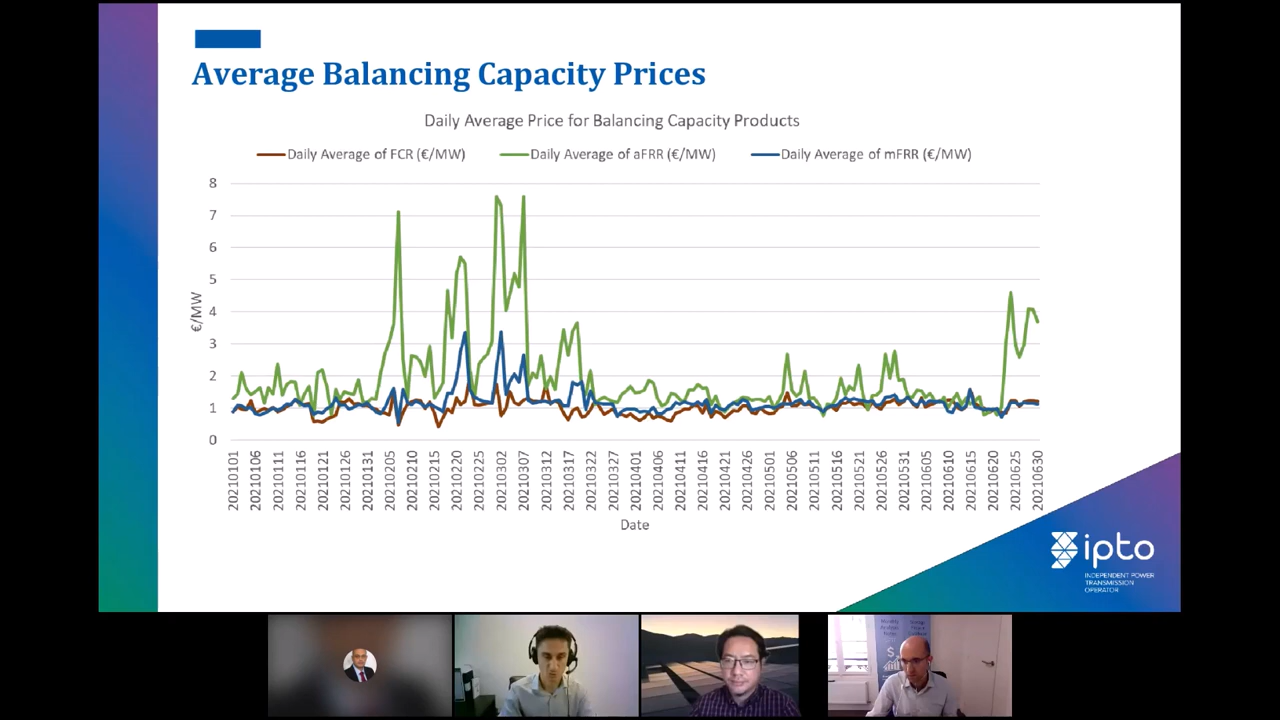 Average Balancing Capacity Prices
Daily Average Price for Balancing Capacity Products
Daily Average of FCR (€/MW) Daily Average of aFRR (€/MW) Daily Average of mFRR (€/MW)
8
7
6
5
4
3
2
1
0
€/MW
20210101 20210106 20210111 20210116 20210121 20210126 20210131 20210205 20210210 20210215 20210220 20210225 20210302 20210307 20210312 20210317 20210322 20210327 20210401 20210406 20210411 20210416 20210421 20210426 20210501 20210506 20210511 20210516 20210521 20210526 20210531 20210605 20210610 20210615 20210620 20210625 20210630
Date
ipto
INDEPENDENT POWER
TRANSMISSION
OPERATOR